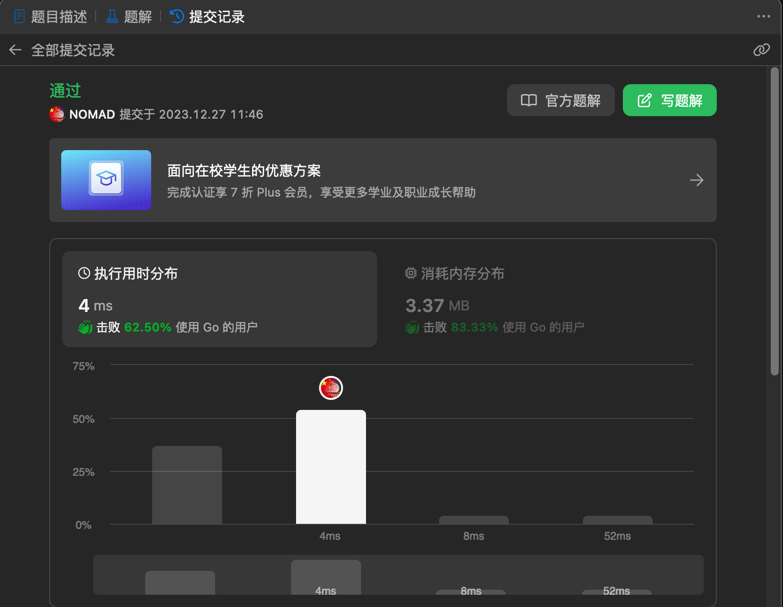 题目描述 题解 提交记录
全部提交记录
通过
NOMAD 提交于 2023.12.27 11:46
官方题解 写题解
面向在校学生的优惠方案
完成认证享 7 折 Plus 会员，享受更多学业及职业成长帮助
执行用时分布
4 ms
击败 62.50% 使用 Go 的用户
消耗内存分布
3.37 MB
击败 83.33% 使用 Go 的用户
75%
50%
25%
0%
4ms 8ms 52ms
4ms 8ms 52ms